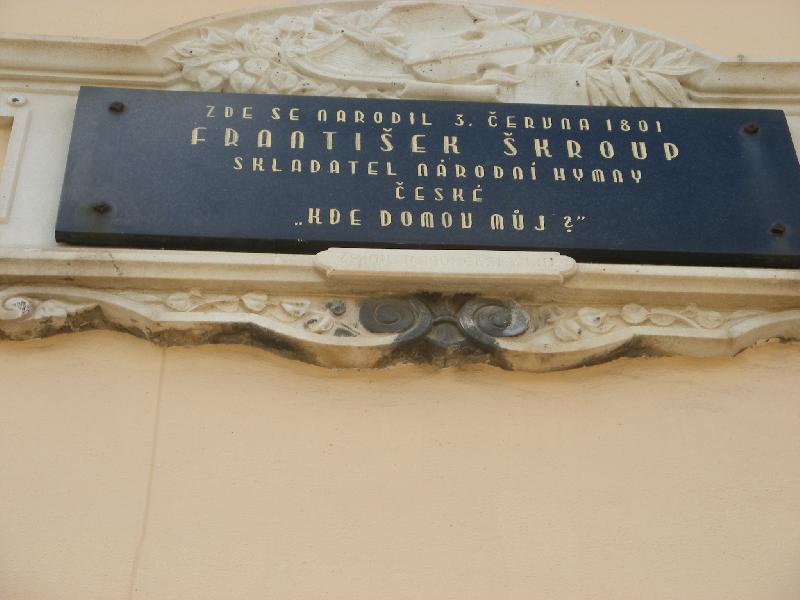 ZDE SE NARODIL 3. ČERVNA 1801
FRANTIŠEK ŠKROUP
SKLADATEL NÁRODNÍ HYMNY
ČESKÉ
„KDE DOMOV MŮJ?”